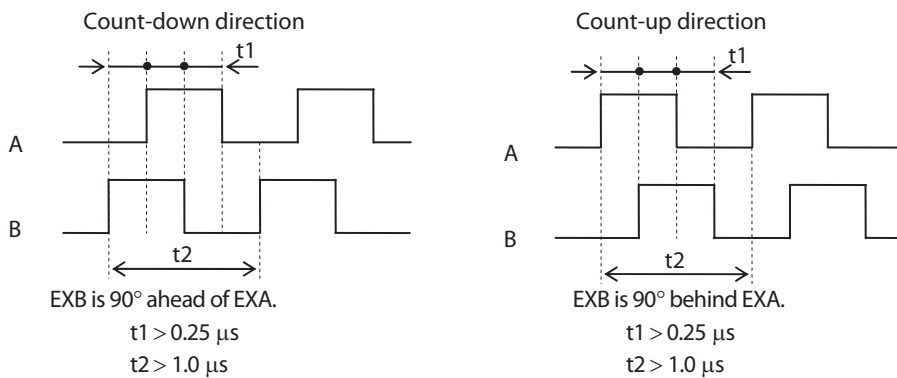 Count-down direction
t1
A
B
t2
EXB is 90° ahead of EXA.
t1 > 0.25 μs
t2 > 1.0 μs
Count-up direction
t1
A
B
t2
EXB is 90° behind EXA.
t1 > 0.25 μs
t2 > 1.0 μs